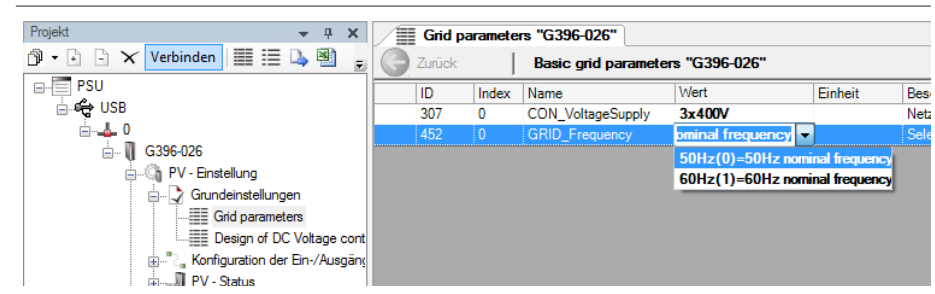 Projekt
Verbinden
PSU
USB
0
G396-026
PV - Einstellung
Grundeinstellungen
Grid parameters
Design of DC Voltage cont
Konfiguration der Ein-/Ausgäng
PV - Status
Grid parameters "G396-026"
Zurück Basic grid parameters "G396-026"
ID Index Name Wert Einheit Bes
307 0 CON_VoltageSupply 3x400V Netz
452 0 GRID_Frequency ominal frequency Sele
50Hz(0)=50Hz nominal frequency
60Hz(1)=60Hz nominal frequency